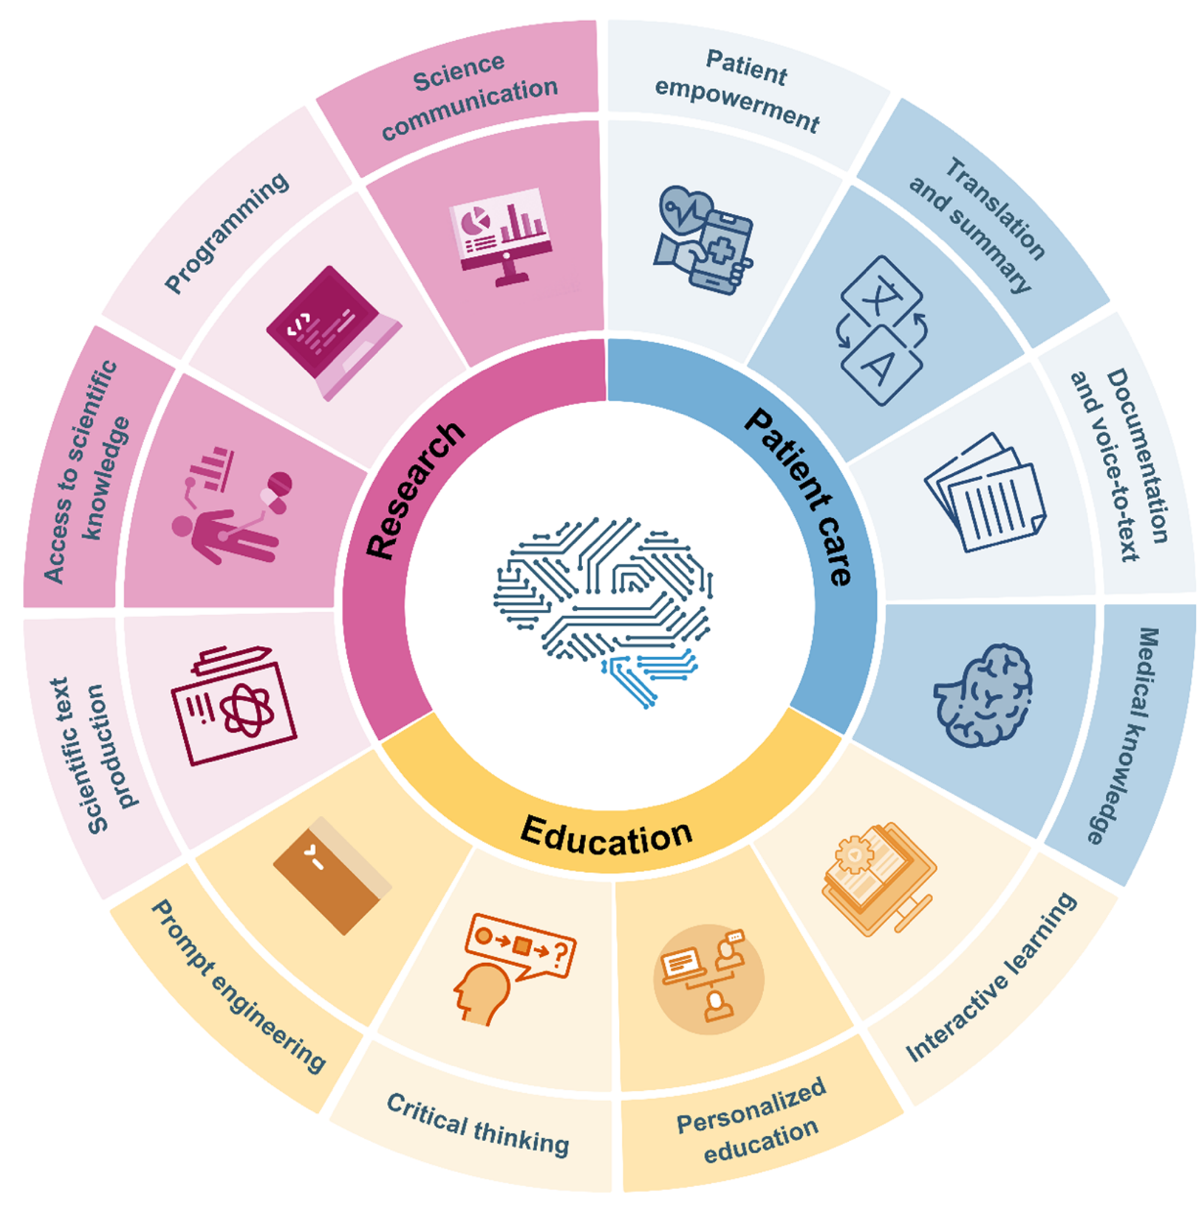 Science
communication
Patient
empowerment
Translation
and summary
Documentation
and voice-to-text
Medical knowledge
Interactive learning
Personalized
education
Critical thinking
Prompt engineering
Scientific text
production
Access to scientific
knowledge
Programming
Research
Patient care
Education